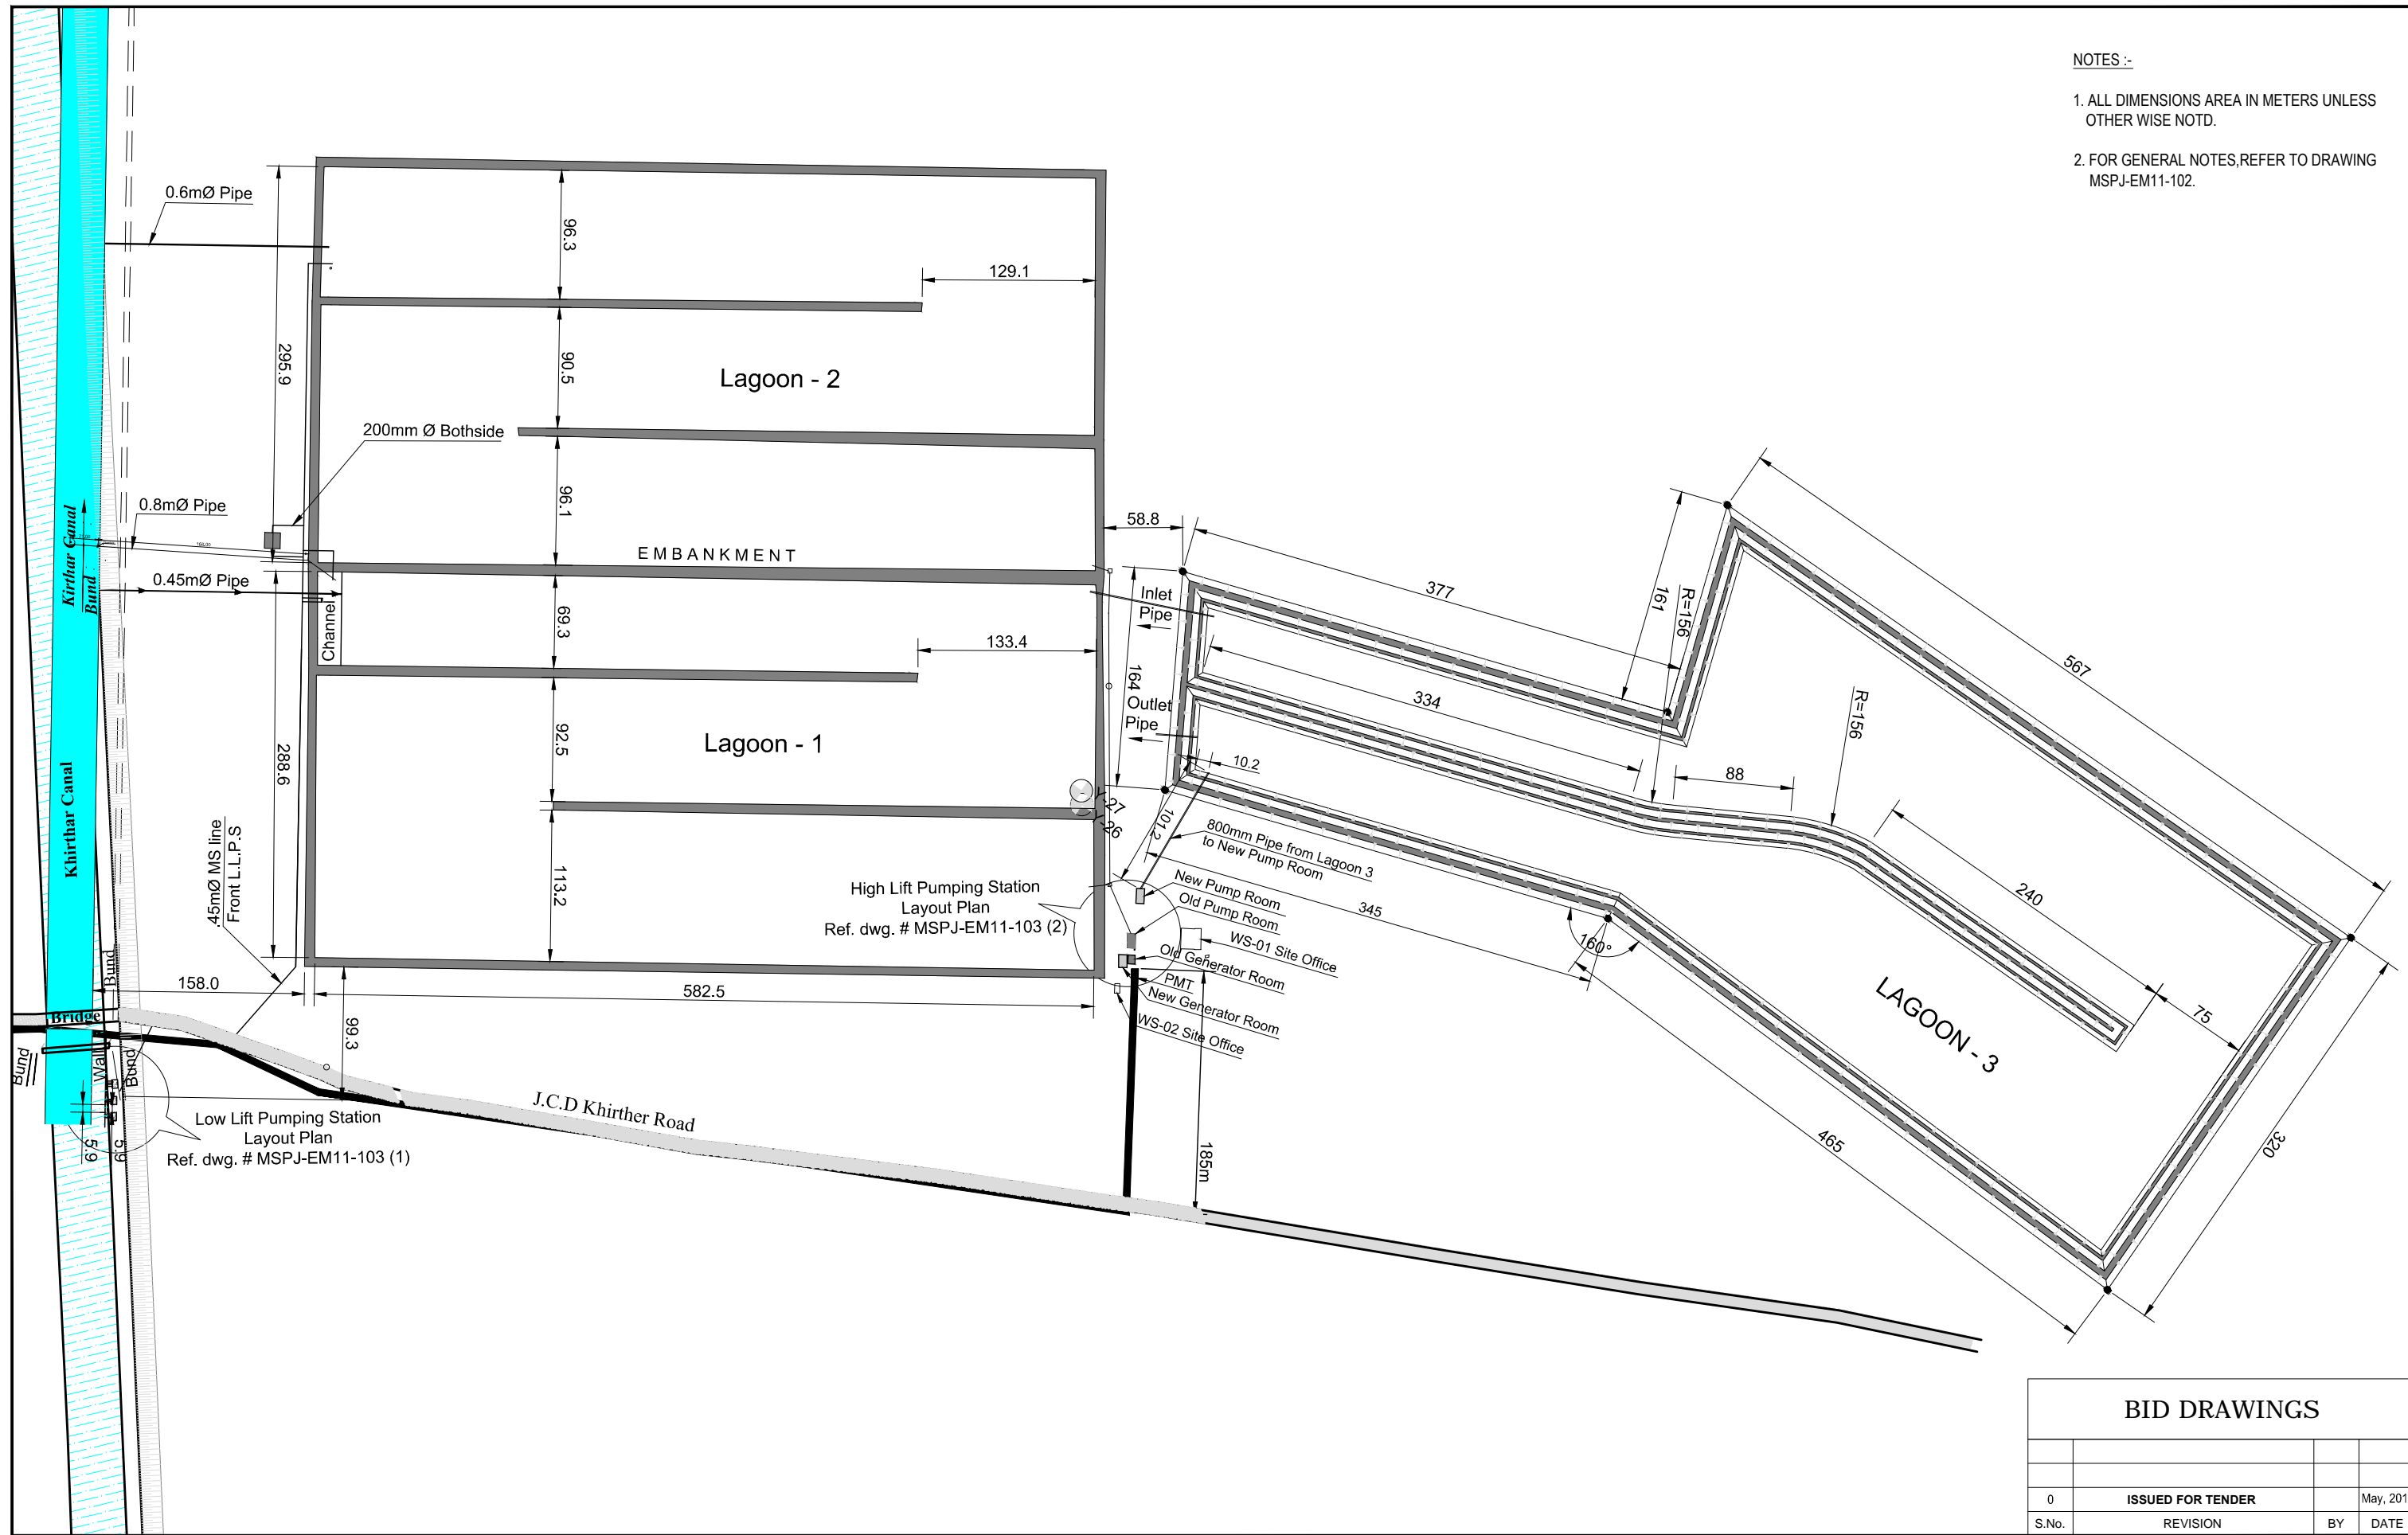 NOTES :-
1. ALL DIMENSIONS AREA IN METERS UNLESS
OTHER WISE NOTD.
2. FOR GENERAL NOTES,REFER TO DRAWING
MSPJ-EM11-102.
0.6mØ Pipe
96.3
129.1
295.9
90.5
Lagoon - 2
200mm Ø Bothside
96.1
0.8mØ Pipe
Kirthar Canal
Bund
EMBANKMENT
0.45mØ Pipe
Channel
69.3
133.4
58.8
Inlet
Pipe
164
Outlet
Pipe
377
161
R=156
334
R=156
88
567
92.5
Lagoon - 1
288.6
10.2
101.2
Y-27
Y-26
Khirthar Canal
.45mØ MS line
Front L.L.P.S
113.2
High Lift Pumping Station
Layout Plan
Ref. dwg. # MSPJ-EM11-103 (2)
800mm Pipe from Lagoon 3
to New Pump Room
New Pump Room
Old Pump Room
WS-01 Site Office
Old Generator Room
PMT
New Generator Room
WS-02 Site Office
345
160°
240
75
LAGOON - 3
465
320
Bund
158.0
582.5
99.3
Bridge
Bund
Wall
Bund
5.9
5.9
Low Lift Pumping Station
Layout Plan
Ref. dwg. # MSPJ-EM11-103 (1)
J.C.D Khirther Road
185m
BID DRAWINGS
0 ISSUED FOR TENDER May, 201
S.No. REVISION BY DATE